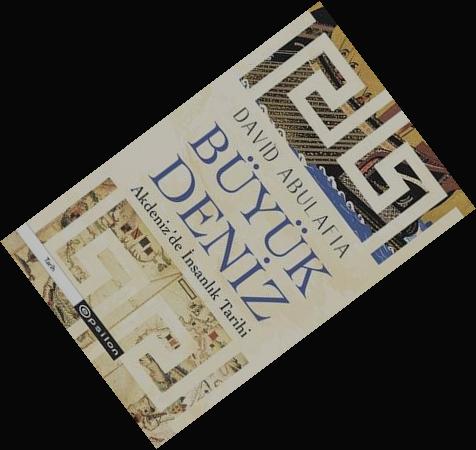 DAVID ABULAFIA
BÜYÜK
DENİZ
Akdeniz'de İnsanlık Tarihi
Tarih
epsilon